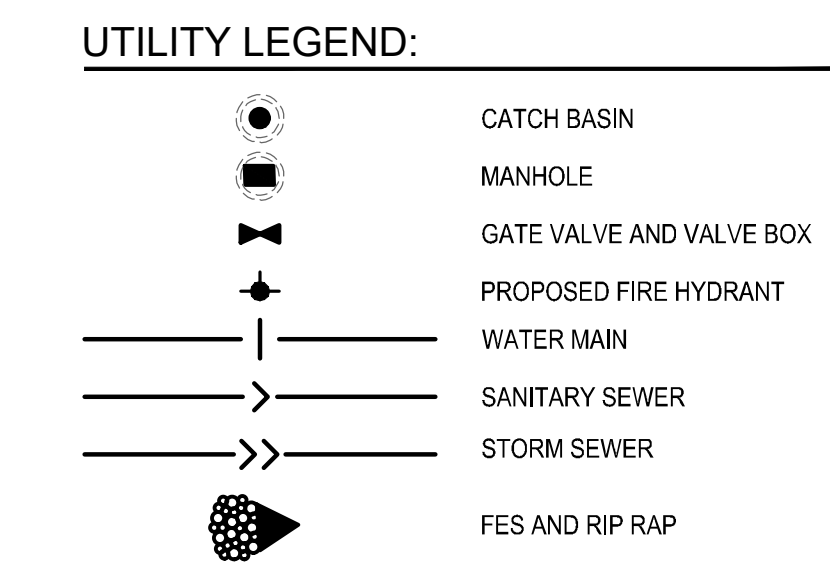 UTILITY LEGEND:
CATCH BASIN
MANHOLE
GATE VALVE AND VALVE BOX
PROPOSED FIRE HYDRANT
WATER MAIN
SANITARY SEWER
STORM SEWER
FES AND RIP RAP